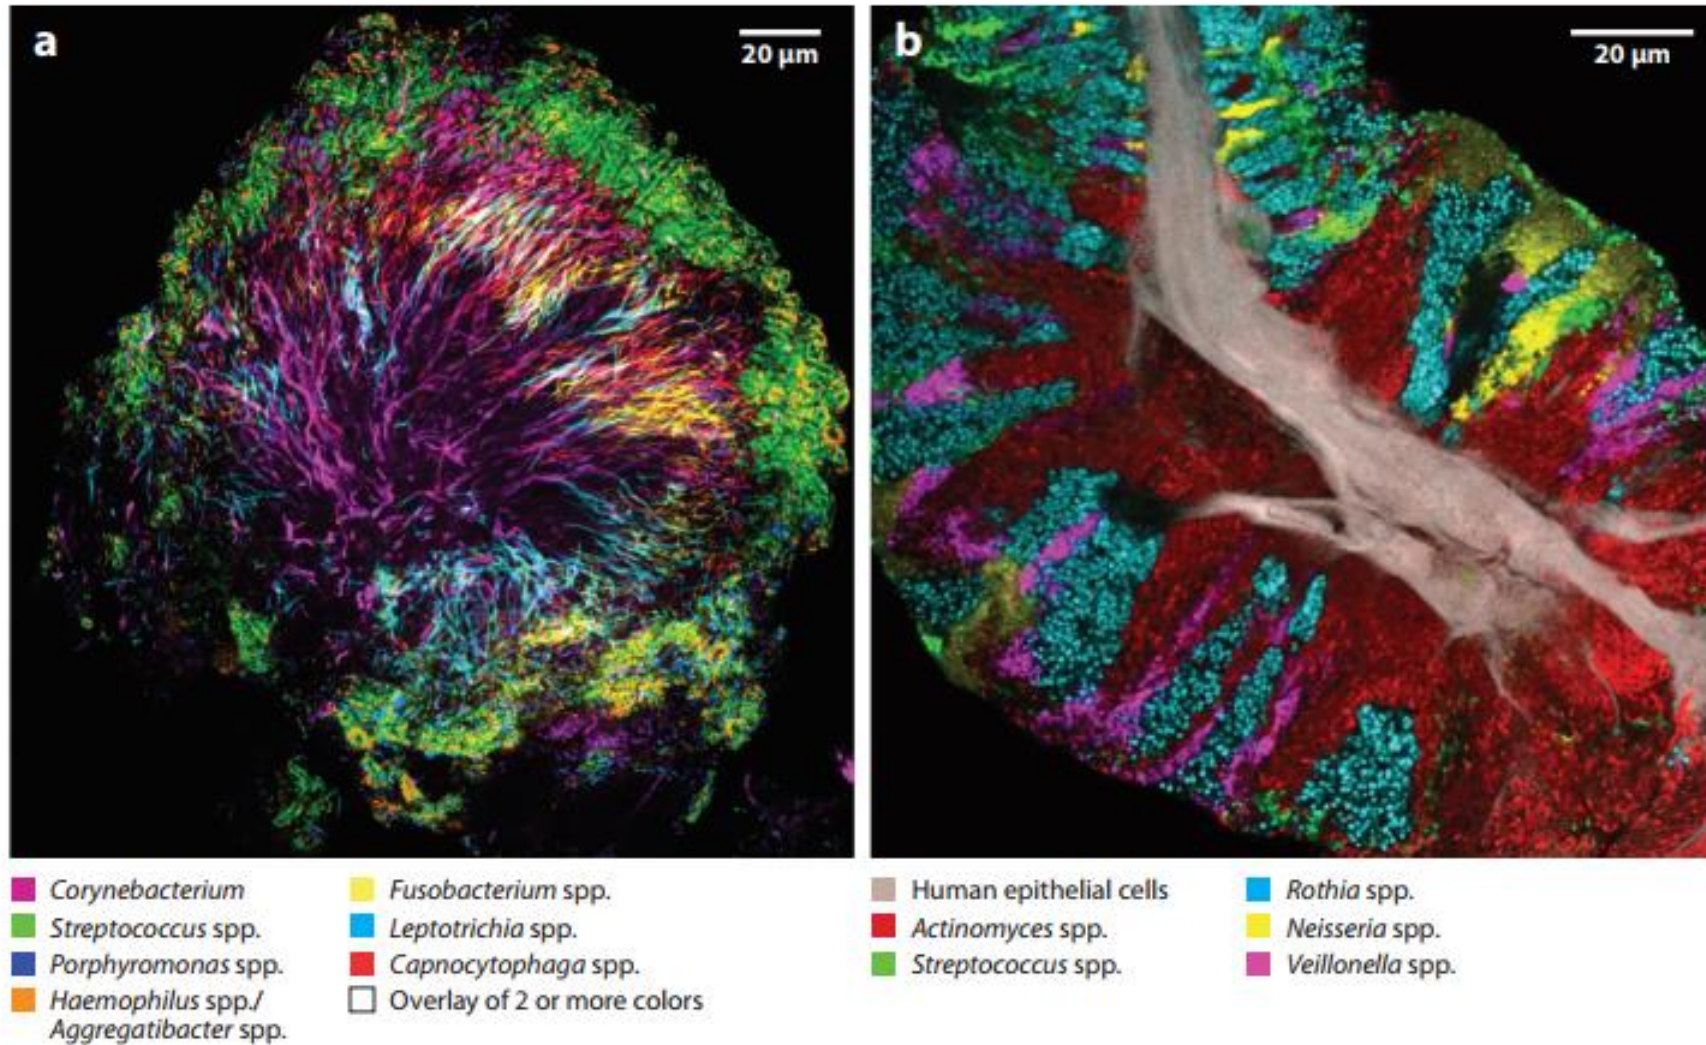 a
20 μm
b
20 μm
Corynebacterium
Streptococcus spp.
Porphyromonas spp.
Haemophilus spp./
Aggregatibacter spp.
Fusobacterium spp.
Leptotrichia spp.
Capnocytophaga spp.
Overlay of 2 or more colors
Human epithelial cells
Actinomyces spp.
Streptococcus spp.
Rothia spp.
Neisseria spp.
Veillonella spp.